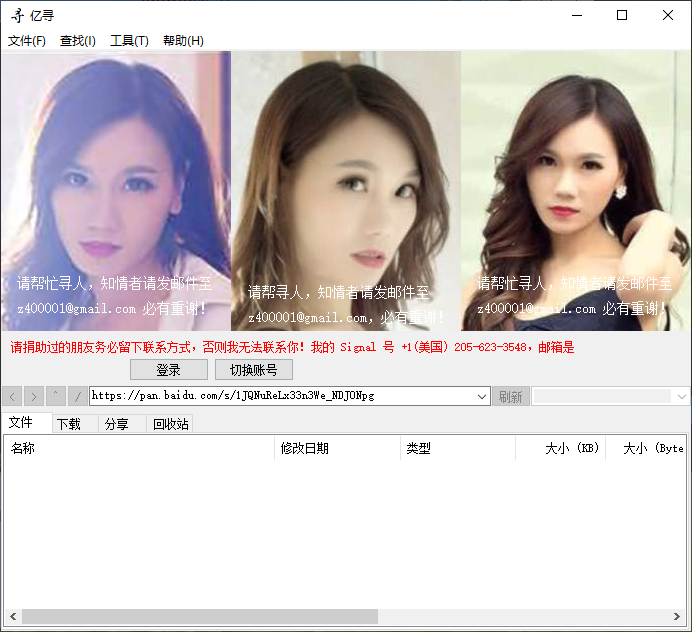 寻 亿寻
文件(F) 查找(I) 工具(T) 帮助(H)
请帮忙寻人，知情者请发邮件至
z400001@gmail.com 必有重谢！
请帮寻人，知情者请发邮件至
z400001@gmail.com，必有重谢！
请帮忙寻人，知情者请发邮件至
z400001@gmail.com 必有重谢！
请捐助过的朋友务必留下联系方式，否则我无法联系你！我的 Signal 号 +1(美国) 205-623-3548，邮箱是
登录 切换账号
< > ^ / https://pan.baidu.com/s/1JQNuReLx33n3We_NDJONpg 刷新
文件 下载 分享 回收站
名称 修改日期 类型 大小 (KB) 大小 (Byte